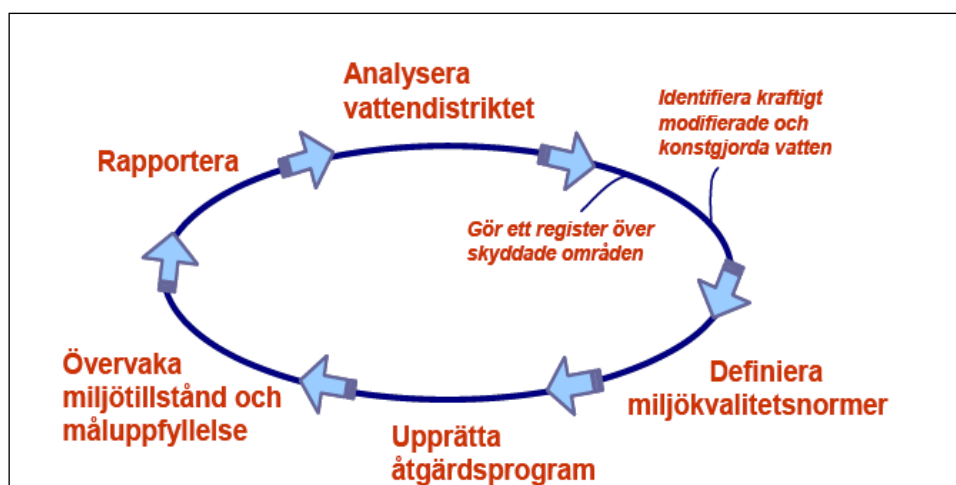 Analysera
vattendistriktet
Identifiera kraftigt
modifierade och
konstgjorda vatten
Rapportera
Gör ett register över
skyddade områden
Övervaka
miljötillstånd och
måluppfyllelse
Definiera
miljökvalitetsnormer
Upprätta
åtgärdsprogram